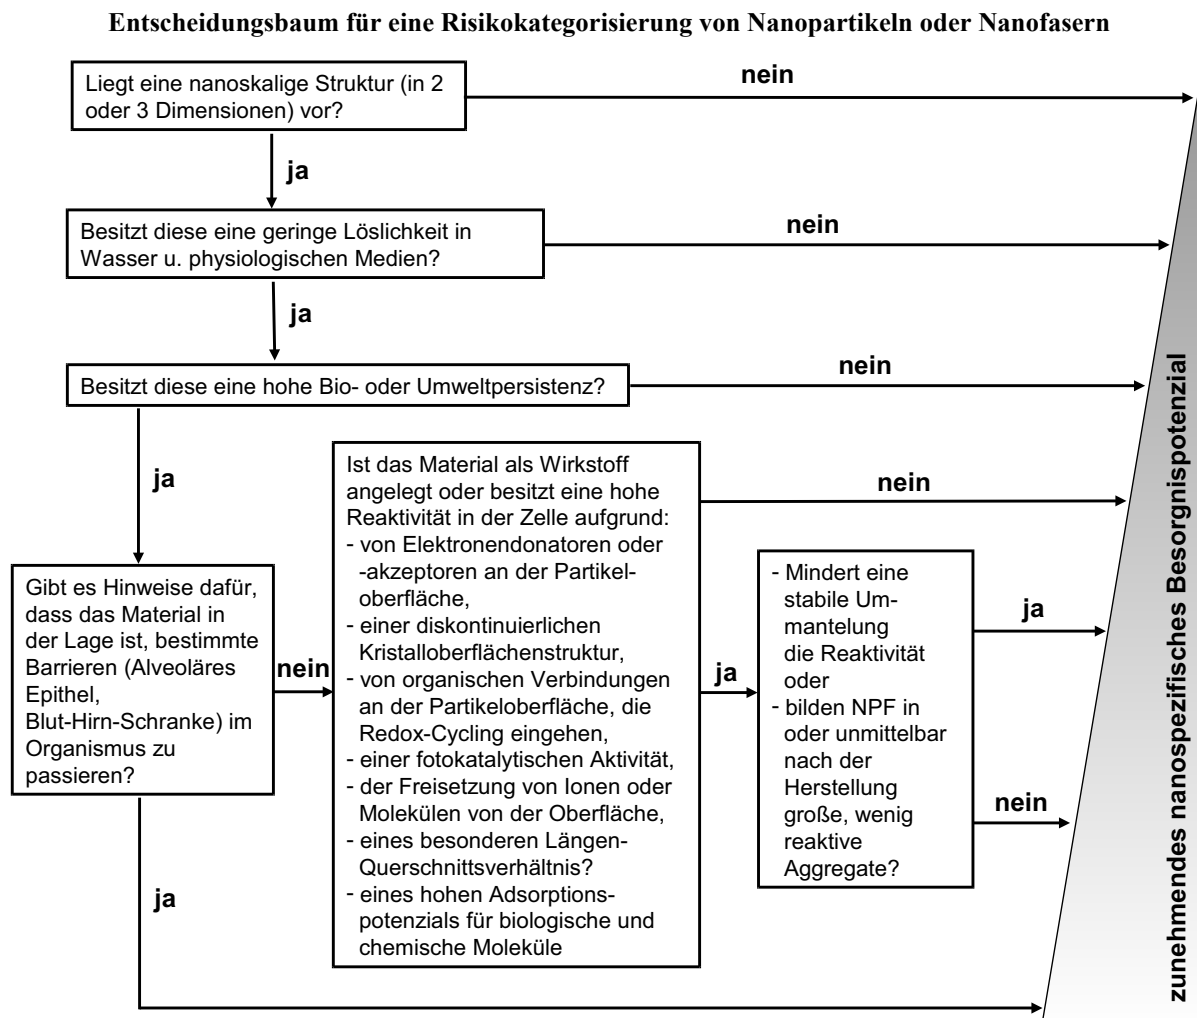 Entscheidungsbaum für eine Risikokategorisierung von Nanopartikeln oder Nanofasern
Liegt eine nanoskalige Struktur (in 2
oder 3 Dimensionen) vor?
nein
ja
Besitzt diese eine geringe Löslichkeit in
Wasser u. physiologischen Medien?
nein
ja
Besitzt diese eine hohe Bio- oder Umweltpersistenz?
nein
ja
Gibt es Hinweise dafür,
dass das Material in
der Lage ist, bestimmte
Barrieren (Alveoläres
Epithel,
Blut-Hirn-Schranke) im
Organismus zu
passieren?
nein
ja
Ist das Material als Wirkstoff
angelegt oder besitzt eine hohe
Reaktivität in der Zelle aufgrund:
- von Elektronendonatoren oder
-akzeptoren an der Partikel-
oberfläche,
- einer diskontinuierlichen
Kristalloberflächenstruktur,
- von organischen Verbindungen
an der Partikeloberfläche, die
Redox-Cycling eingehen,
- einer fotokatalytischen Aktivität,
- der Freisetzung von Ionen oder
Molekülen von der Oberfläche,
- eines besonderen Längen-
Querschnittsverhältnis?
- eines hohen Adsorptions-
potenzials für biologische und
chemische Moleküle
nein
ja
- Mindert eine
stabile Um-
mantelung
die Reaktivität
oder
- bilden NPF in
oder unmittelbar
nach der
Herstellung
große, wenig
reaktive
Aggregate?
ja
nein
zunehmendes nanospezifisches Besorgnispotenzial